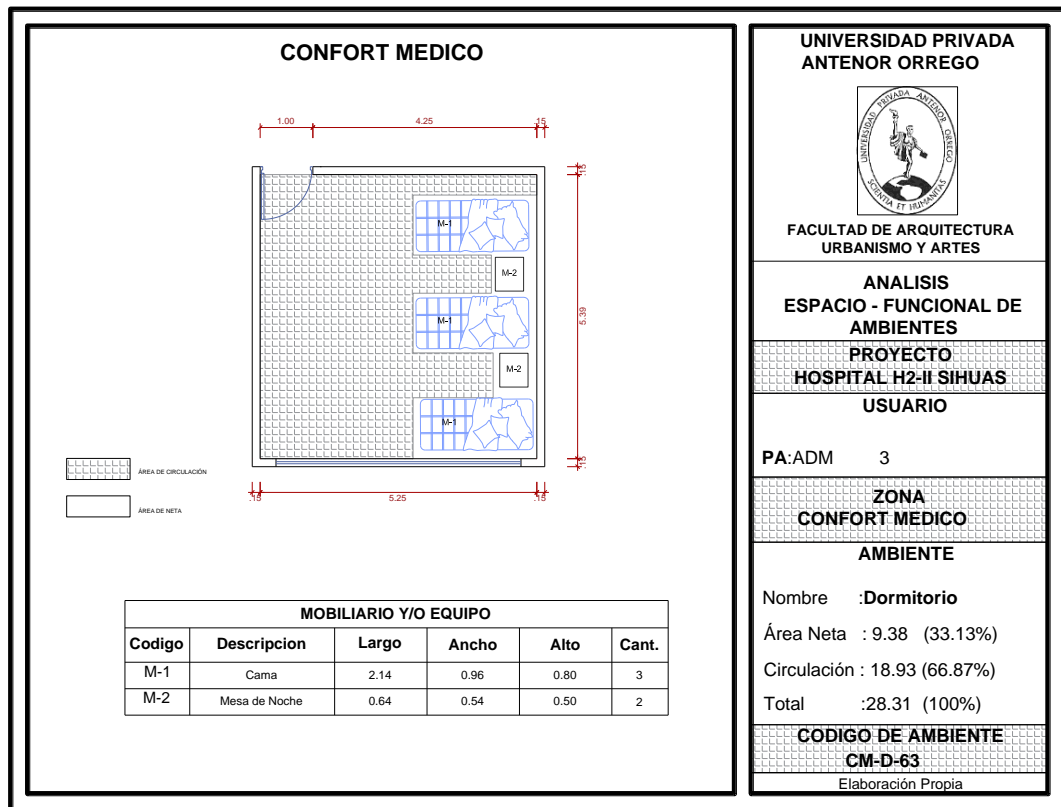 CONFORT MEDICO
1.00
4.25
.15
.15
M-1
M-2
M-1
5.39
M-2
M-1
.15
.15
5.25
.15
ÁREA DE CIRCULACIÓN
ÁREA DE NETA
MOBILIARIO Y/O EQUIPO
Codigo Descripcion Largo Ancho Alto Cant.
M-1 Cama 2.14 0.96 0.80 3
M-2 Mesa de Noche 0.64 0.54 0.50 2
UNIVERSIDAD PRIVADA
ANTENOR ORREGO
UNIVERSIDAD PRIVADA ANTENOR ORREGO
SCIENTIA ET HUMANITAS
FACULTAD DE ARQUITECTURA
URBANISMO Y ARTES
ANALISIS
ESPACIO - FUNCIONAL DE
AMBIENTES
PROYECTO
HOSPITAL H2-II SIHUAS
USUARIO
PA:ADM 3
ZONA
CONFORT MEDICO
AMBIENTE
Nombre :Dormitorio
Área Neta : 9.38 (33.13%)
Circulación : 18.93 (66.87%)
Total :28.31 (100%)
CODIGO DE AMBIENTE
CM-D-63
Elaboración Propia